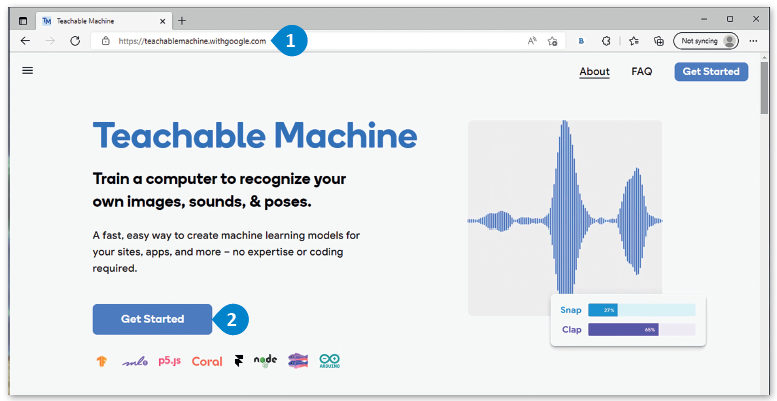 TM Teachable Machine
https://teachablemachine.withgoogle.com
1
B
Not syncing
About FAQ Get Started
Teachable Machine
Train a computer to recognize your
own images, sounds, & poses.
A fast, easy way to create machine learning models for
your sites, apps, and more – no expertise or coding
required.
Get Started
2
Snap 37%
Clap 65%
p5.js Coral node ARDUINO